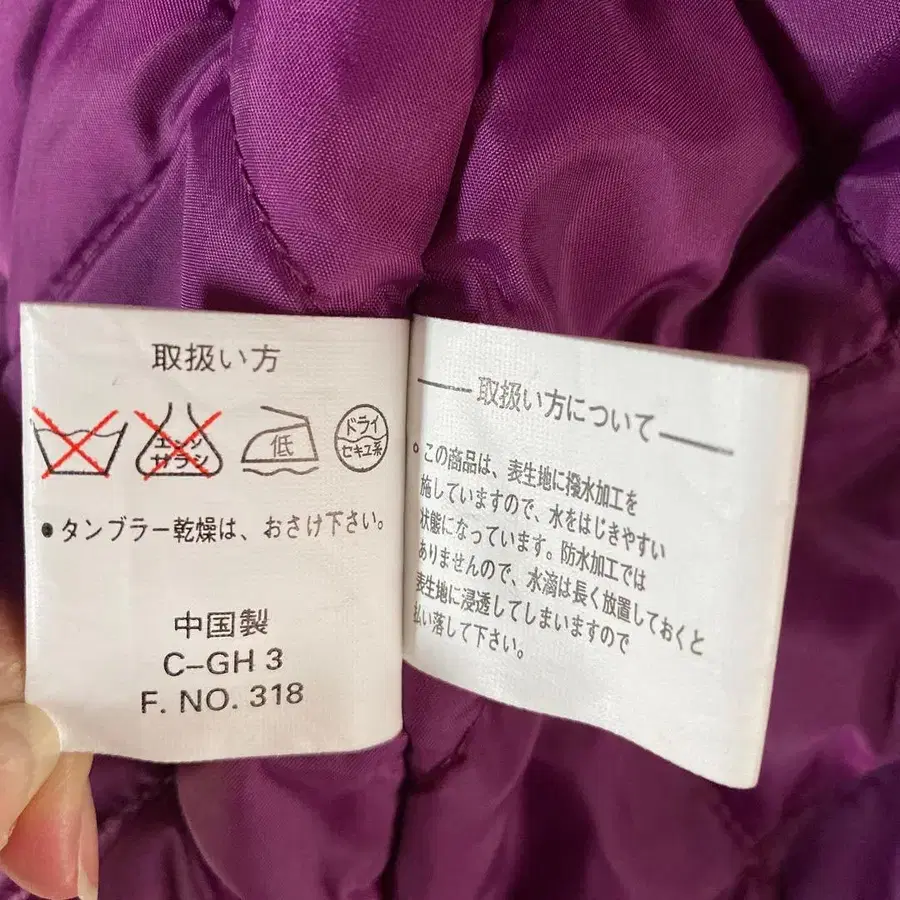 取扱い方
エンソ
サラシ
低
ドライ
セキユ系
●タンブラー乾燥は、おさけ下さい。
中国製
C-GH 3
F. NO. 318
取扱い方について
○この商品は、表生地に撥水加工を
施していますので、水をはじきやすい
状態になっています。防水加工では
ありませんので、水滴は長く放置しておくと
表生地に浸透してしまいますので
払い落して下さい。